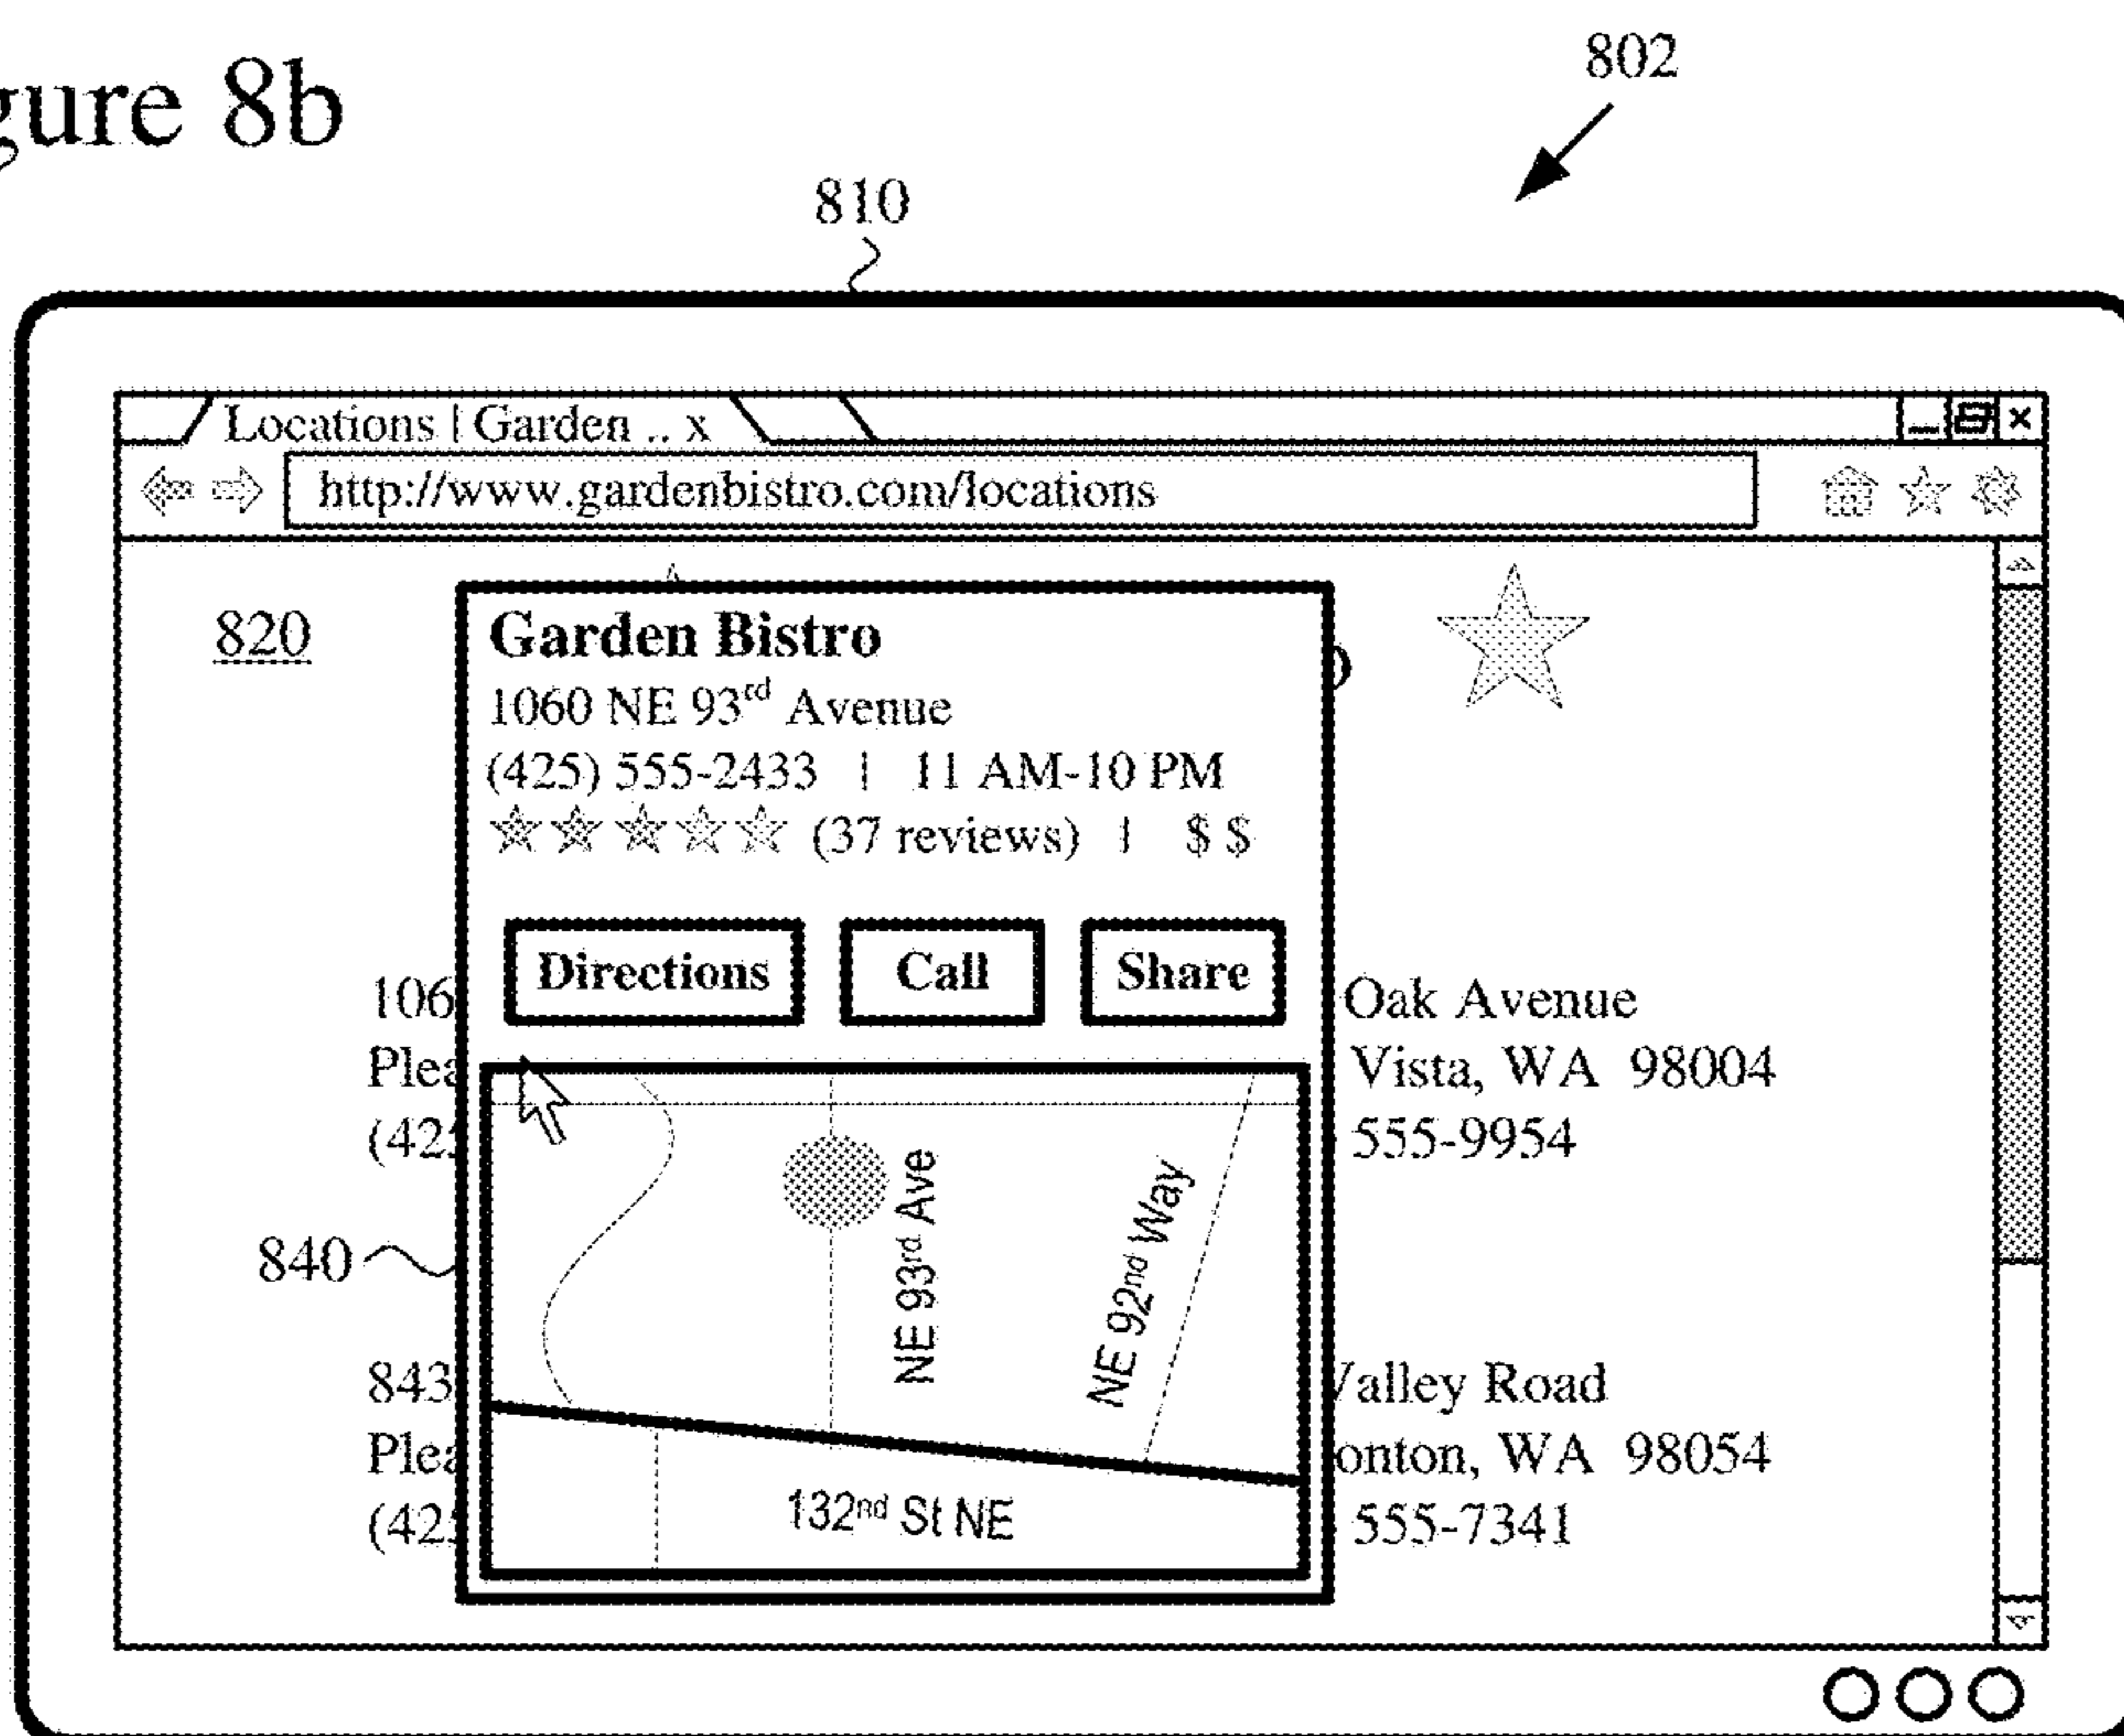 gure 8b
802
810
Locations | Garden .. x
http://www.gardenbistro.com/locations
820
Garden Bistro
1060 NE 93rd Avenue
(425) 555-2433 | 11 AM-10 PM
(37 reviews) | $ $
Directions Call Share
106 Oak Avenue
Plea Vista, WA 98004
(42 555-9954
NE 93rd Ave
NE 92nd Way
840
843 Valley Road
Plea onton, WA 98054
132nd St NE
(42 555-7341